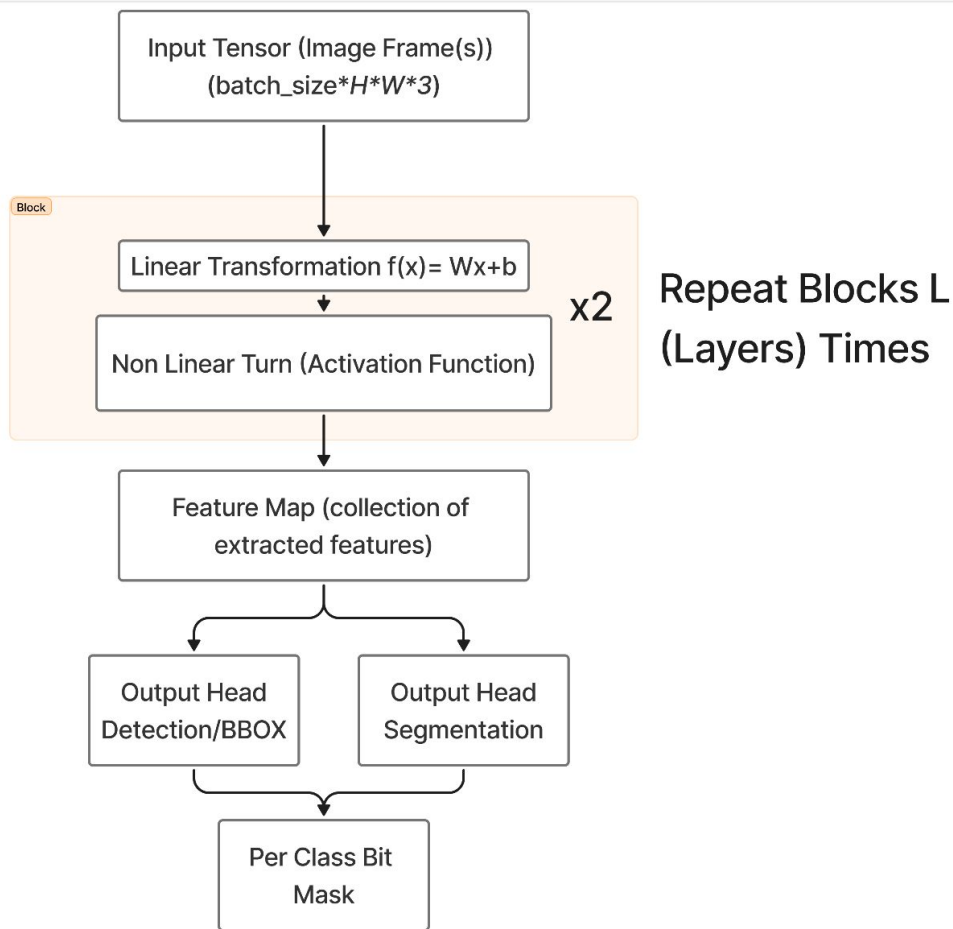 Input Tensor (Image Frame(s))
(batch_size*H*W*3)
Block
Linear Transformation f(x)= Wx+b
x2
Non Linear Turn (Activation Function)
Repeat Blocks L
(Layers) Times
Feature Map (collection of
extracted features)
Output Head
Detection/BBOX
Output Head
Segmentation
Per Class Bit
Mask